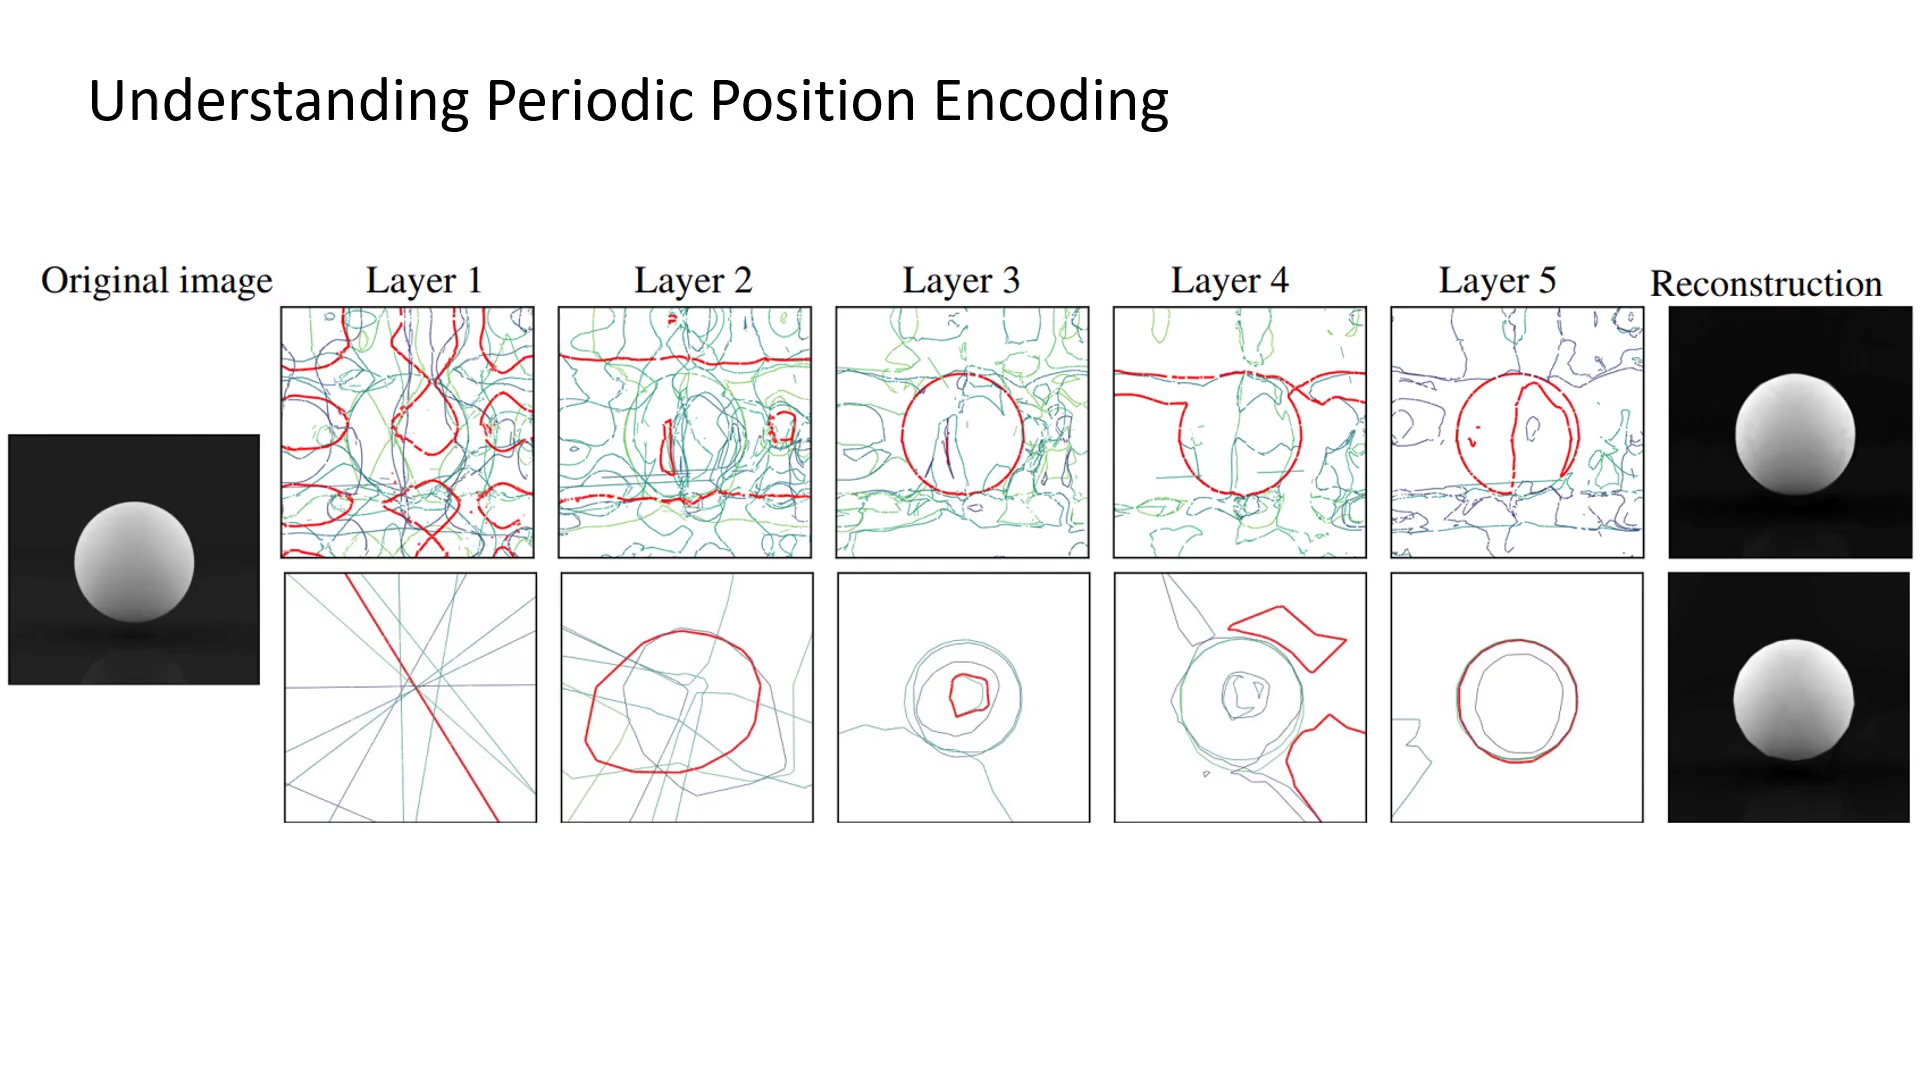 Understanding Periodic Position Encoding
Original image
Layer 1
Layer 2
Layer 3
Layer 4
Layer 5
Reconstruction